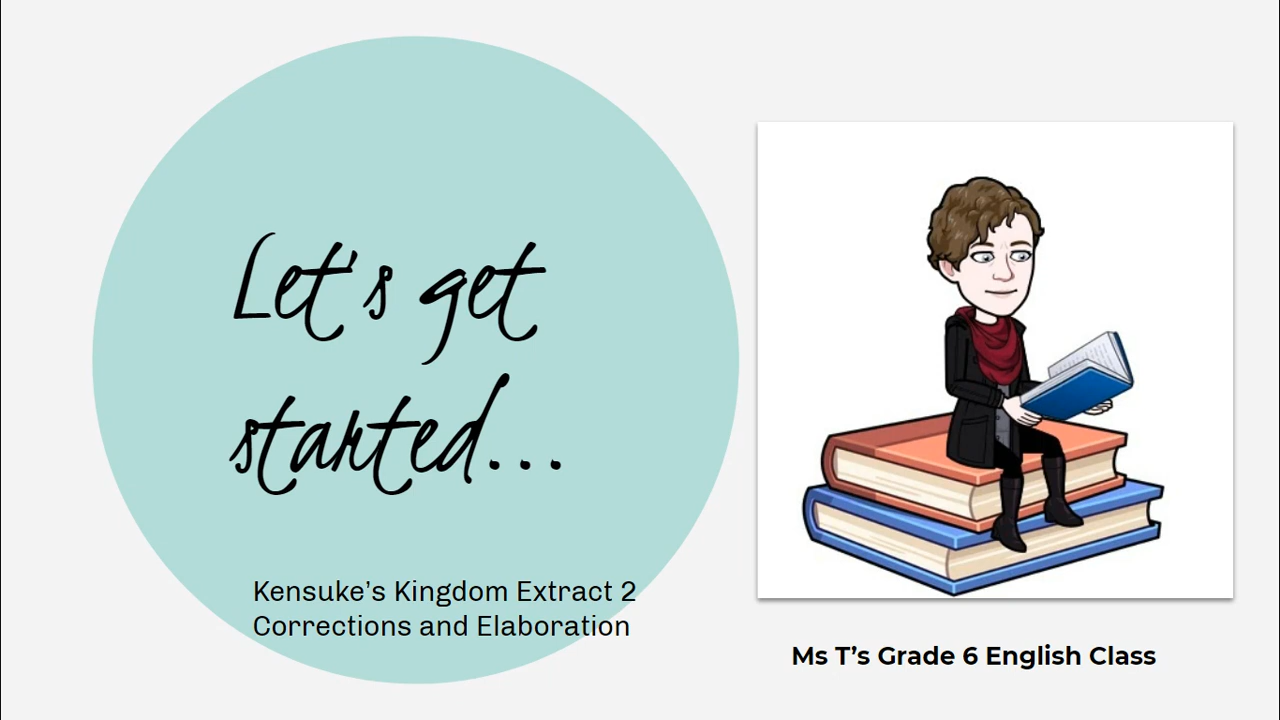 Let's get
started...
Kensuke’s Kingdom Extract 2
Corrections and Elaboration
Ms T’s Grade 6 English Class